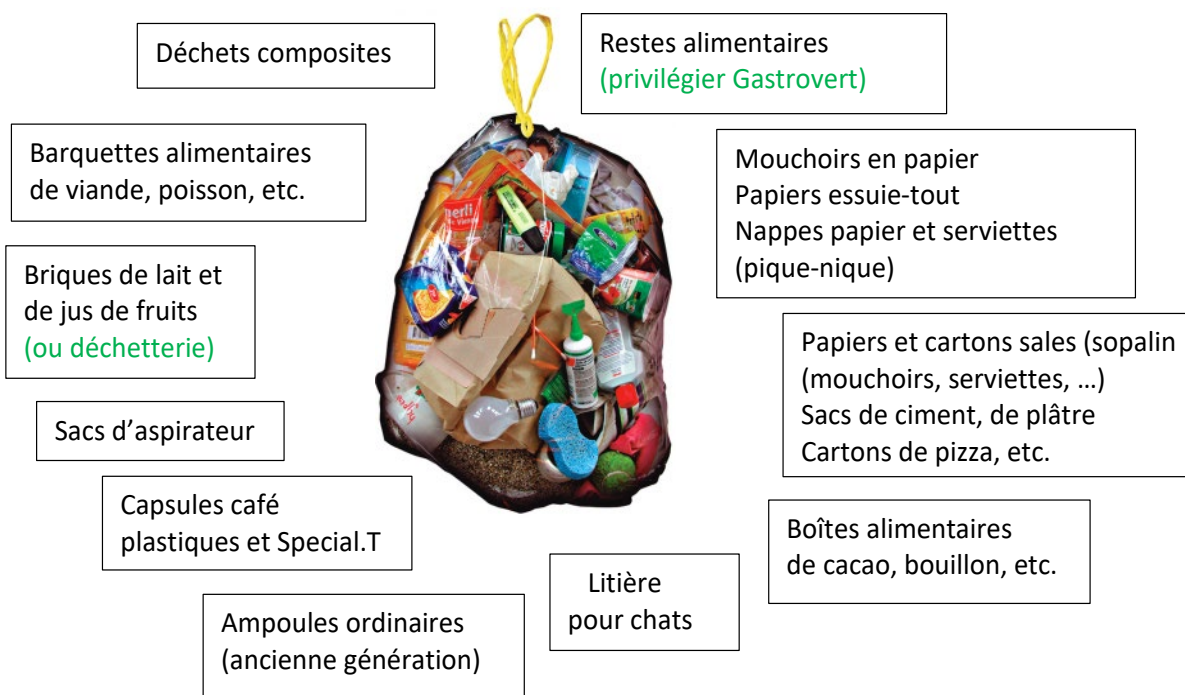 Déchets composites
Restes alimentaires
(privilégier Gastrovert)
Barquettes alimentaires
de viande, poisson, etc.
Mouchoirs en papier
Papiers essuie-tout
Nappes papier et serviettes
(pique-nique)
Briques de lait et
de jus de fruits
(ou déchetterie)
Papiers et cartons sales (sopalin
(mouchoirs, serviettes, …)
Sacs de ciment, de plâtre
Cartons de pizza, etc.
Sacs d’aspirateur
Capsules café
plastiques et Special.T
Boîtes alimentaires
de cacao, bouillon, etc.
Litière
pour chats
Ampoules ordinaires
(ancienne génération)